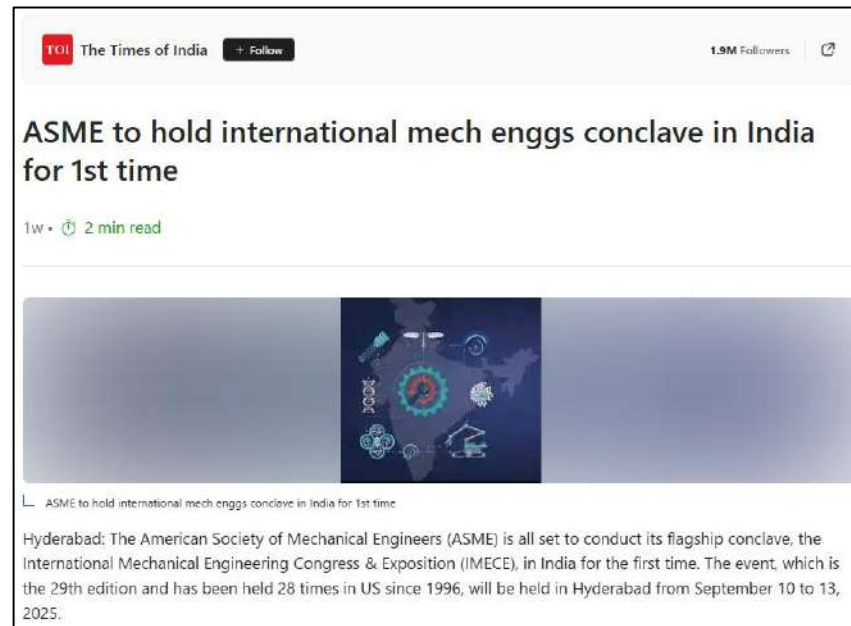 TOI The Times of India + Follow 1.9M Followers
ASME to hold international mech enggs conclave in India
for 1st time
1w • 2 min read
ASME to hold international mech enggs conclave in India for 1st time
Hyderabad: The American Society of Mechanical Engineers (ASME) is all set to conduct its flagship conclave, the
International Mechanical Engineering Congress & Exposition (IMECE), in India for the first time. The event, which is
the 29th edition and has been held 28 times in US since 1996, will be held in Hyderabad from September 10 to 13,
2025.